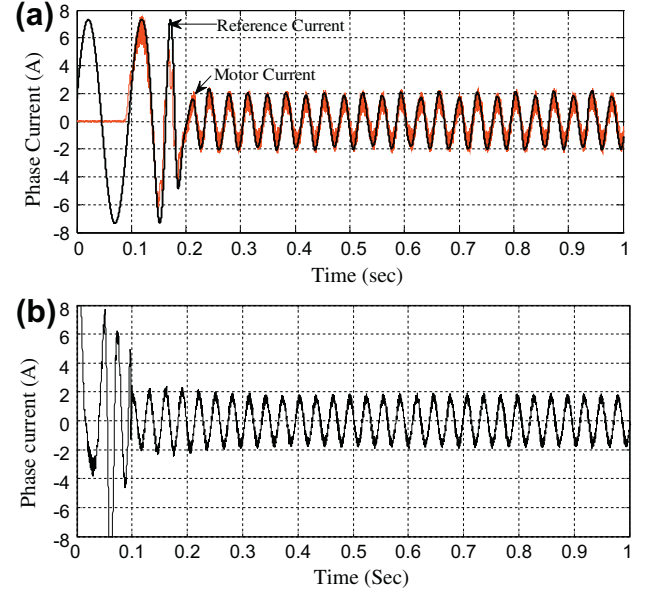 (a)
Phase Current (A)
8
6
4
2
0
-2
-4
-6
-8
Reference Current
Motor Current
0 0.1 0.2 0.3 0.4 0.5 0.6 0.7 0.8 0.9 1
Time (sec)
(b)
Phase current (A)
8
6
4
2
0
-2
-4
-6
-8
0 0.1 0.2 0.3 0.4 0.5 0.6 0.7 0.8 0.9 1
Time (Sec)